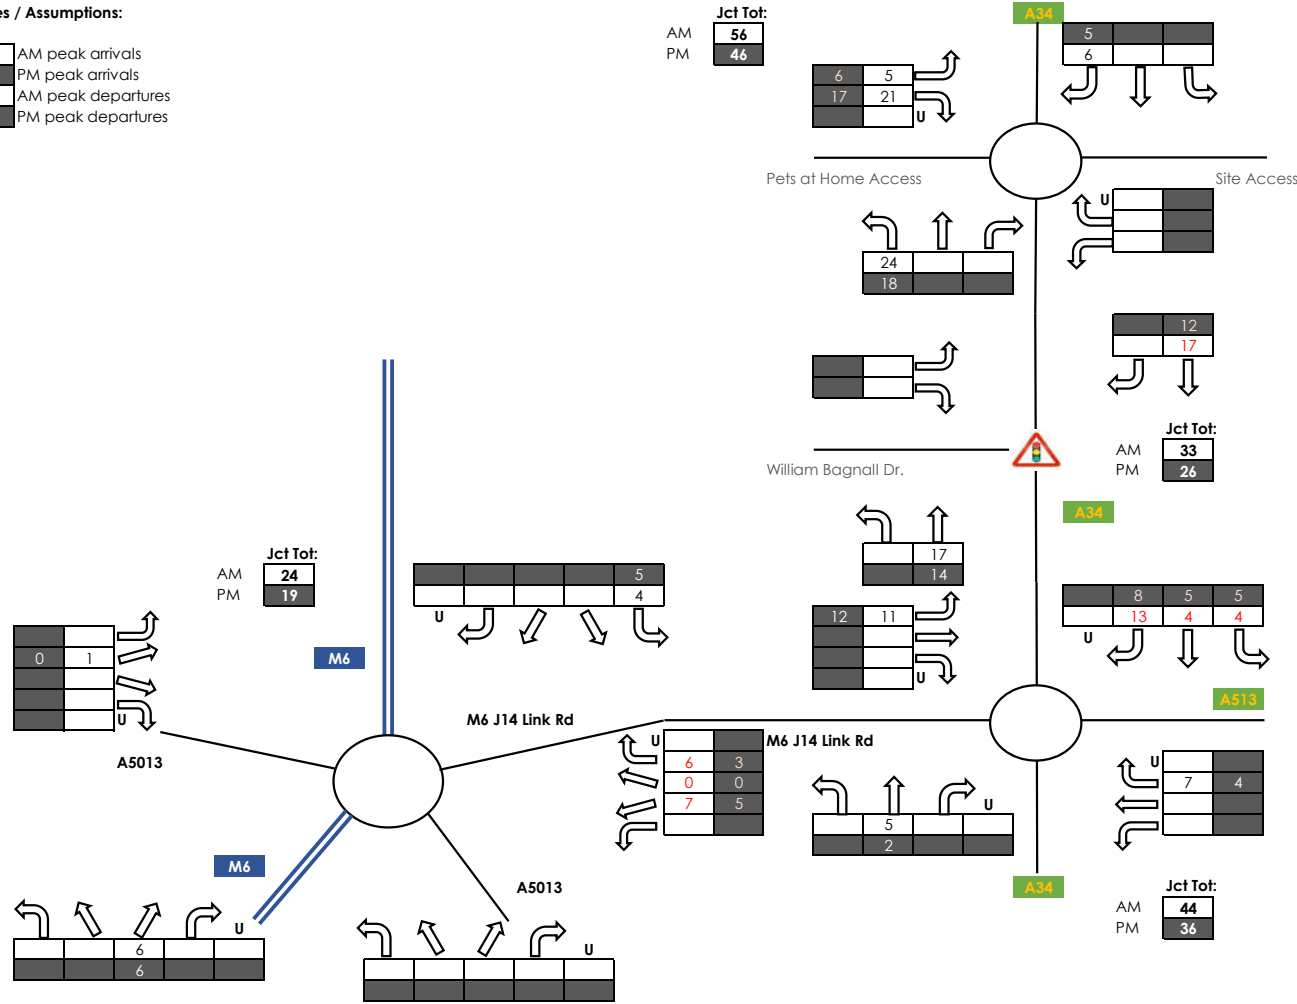 es / Assumptions:
AM peak arrivals
PM peak arrivals
AM peak departures
PM peak departures
Jct Tot:
AM 56
PM 46
A34
5
6
6 5
17 21
U
Pets at Home Access
Site Access
U
24
18
12
17
William Bagnall Dr.
Jct Tot:
AM 33
PM 26
A34
17
14
Jct Tot:
AM 24
PM 19
5
4
U
12 11
U
8 5 5
13 4 4
U
0 1
U
M6
A513
M6 J14 Link Rd
M6 J14 Link Rd
A5013
U
6 3
0 0
7 5
U
7 4
U
5
2
M6
A5013
A34
Jct Tot:
AM 44
PM 36
U
6
6
U